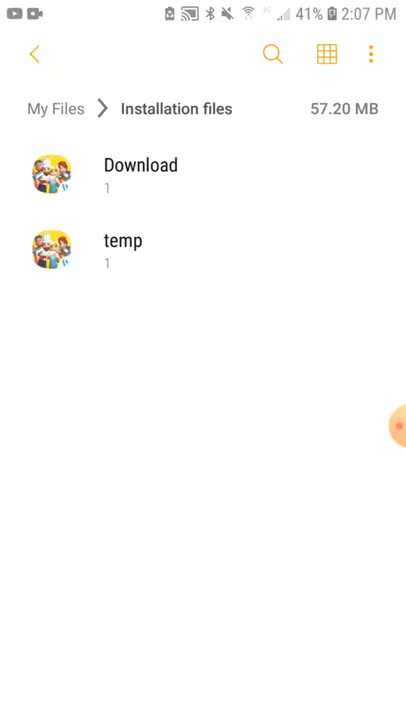 41% 2:07 PM
My Files Installation files 57.20 MB
Download
1
temp
1